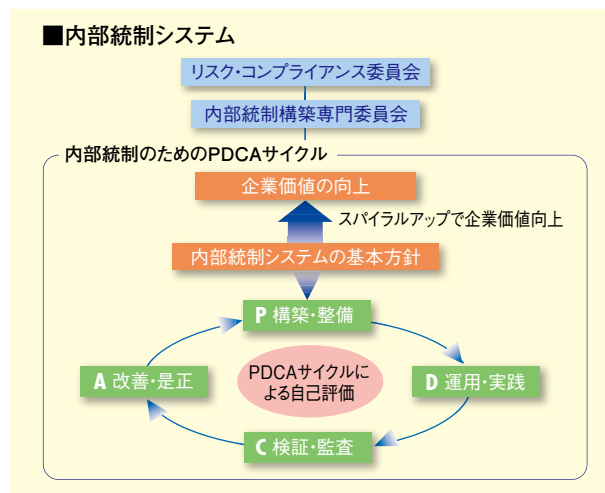 ■内部統制システム
リスク・コンプライアンス委員会
内部統制構築専門委員会
内部統制のためのPDCAサイクル
企業価値の向上
スパイラルアップで企業価値向上
内部統制システムの基本方針
P 構築・整備
A 改善・是正
PDCAサイクルに
よる自己評価
D 運用・実践
C 検証・監査